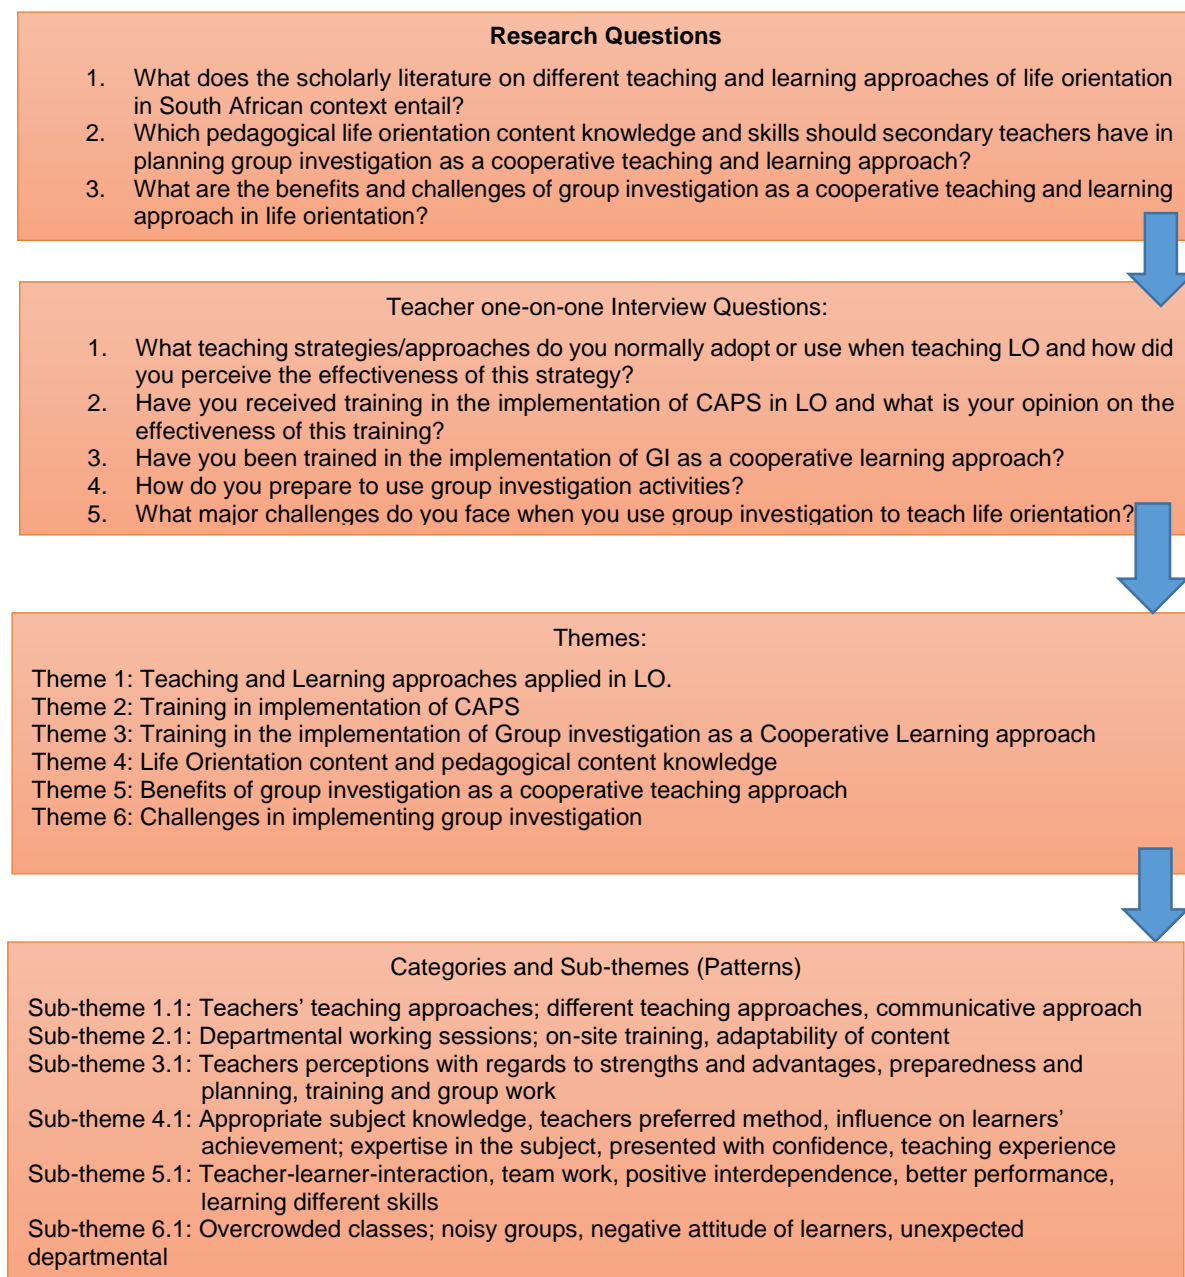 Research Questions
1. What does the scholarly literature on different teaching and learning approaches of life orientation
in South African context entail?
2. Which pedagogical life orientation content knowledge and skills should secondary teachers have in
planning group investigation as a cooperative teaching and learning approach?
3. What are the benefits and challenges of group investigation as a cooperative teaching and learning
approach in life orientation?
Teacher one-on-one Interview Questions:
1. What teaching strategies/approaches do you normally adopt or use when teaching LO and how did
you perceive the effectiveness of this strategy?
2. Have you received training in the implementation of CAPS in LO and what is your opinion on the
effectiveness of this training?
3. Have you been trained in the implementation of GI as a cooperative learning approach?
4. How do you prepare to use group investigation activities?
5. What major challenges do you face when you use group investigation to teach life orientation?
Themes:
Theme 1: Teaching and Learning approaches applied in LO.
Theme 2: Training in implementation of CAPS
Theme 3: Training in the implementation of Group investigation as a Cooperative Learning approach
Theme 4: Life Orientation content and pedagogical content knowledge
Theme 5: Benefits of group investigation as a cooperative teaching approach
Theme 6: Challenges in implementing group investigation
Categories and Sub-themes (Patterns)
Sub-theme 1.1: Teachers’ teaching approaches; different teaching approaches, communicative approach
Sub-theme 2.1: Departmental working sessions; on-site training, adaptability of content
Sub-theme 3.1: Teachers perceptions with regards to strengths and advantages, preparedness and
planning, training and group work
Sub-theme 4.1: Appropriate subject knowledge, teachers preferred method, influence on learners’
achievement; expertise in the subject, presented with confidence, teaching experience
Sub-theme 5.1: Teacher-learner-interaction, team work, positive interdependence, better performance,
learning different skills
Sub-theme 6.1: Overcrowded classes; noisy groups, negative attitude of learners, unexpected
departmental